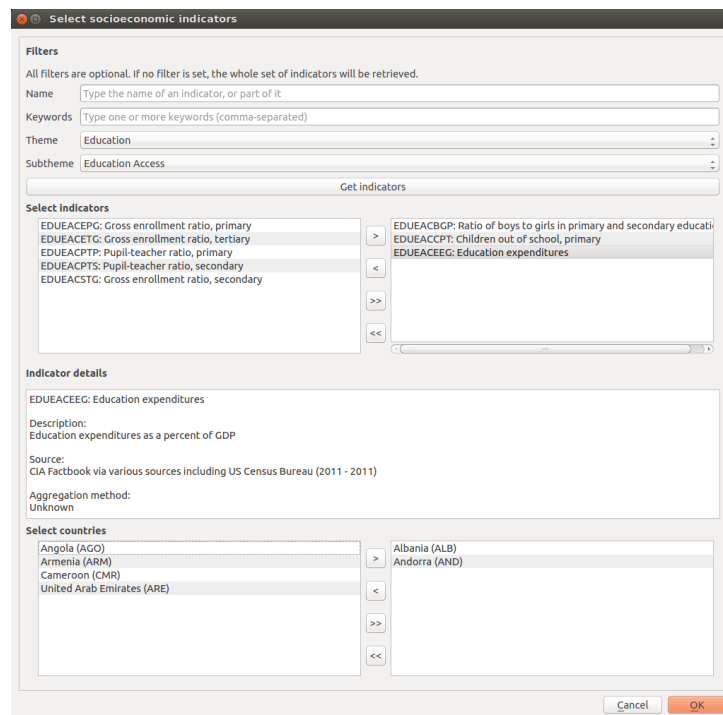 Select socioeconomic indicators
Filters
All filters are optional. If no filter is set, the whole set of indicators will be retrieved.
Name Type the name of an indicator, or part of it
Keywords Type one or more keywords (comma-separated)
Theme Education
Subtheme Education Access
Get indicators
Select indicators
EDUEACEPG: Gross enrollment ratio, primary
EDUEACETG: Gross enrollment ratio, tertiary
EDUEACPTP: Pupil-teacher ratio, primary
EDUEACPTS: Pupil-teacher ratio, secondary
EDUEACSTG: Gross enrollment ratio, secondary
>
<
>>
<<
EDUEACBGP: Ratio of boys to girls in primary and secondary educati
EDUEACCPT: Children out of school, primary
EDUEACEEG: Education expenditures
Indicator details
EDUEACEEG: Education expenditures
Description:
Education expenditures as a percent of GDP
Source:
CIA Factbook via various sources including US Census Bureau (2011 - 2011)
Aggregation method:
Unknown
Select countries
Angola (AGO)
Armenia (ARM)
Cameroon (CMR)
United Arab Emirates (ARE)
>
<
>>
<<
Albania (ALB)
Andorra (AND)
Cancel OK